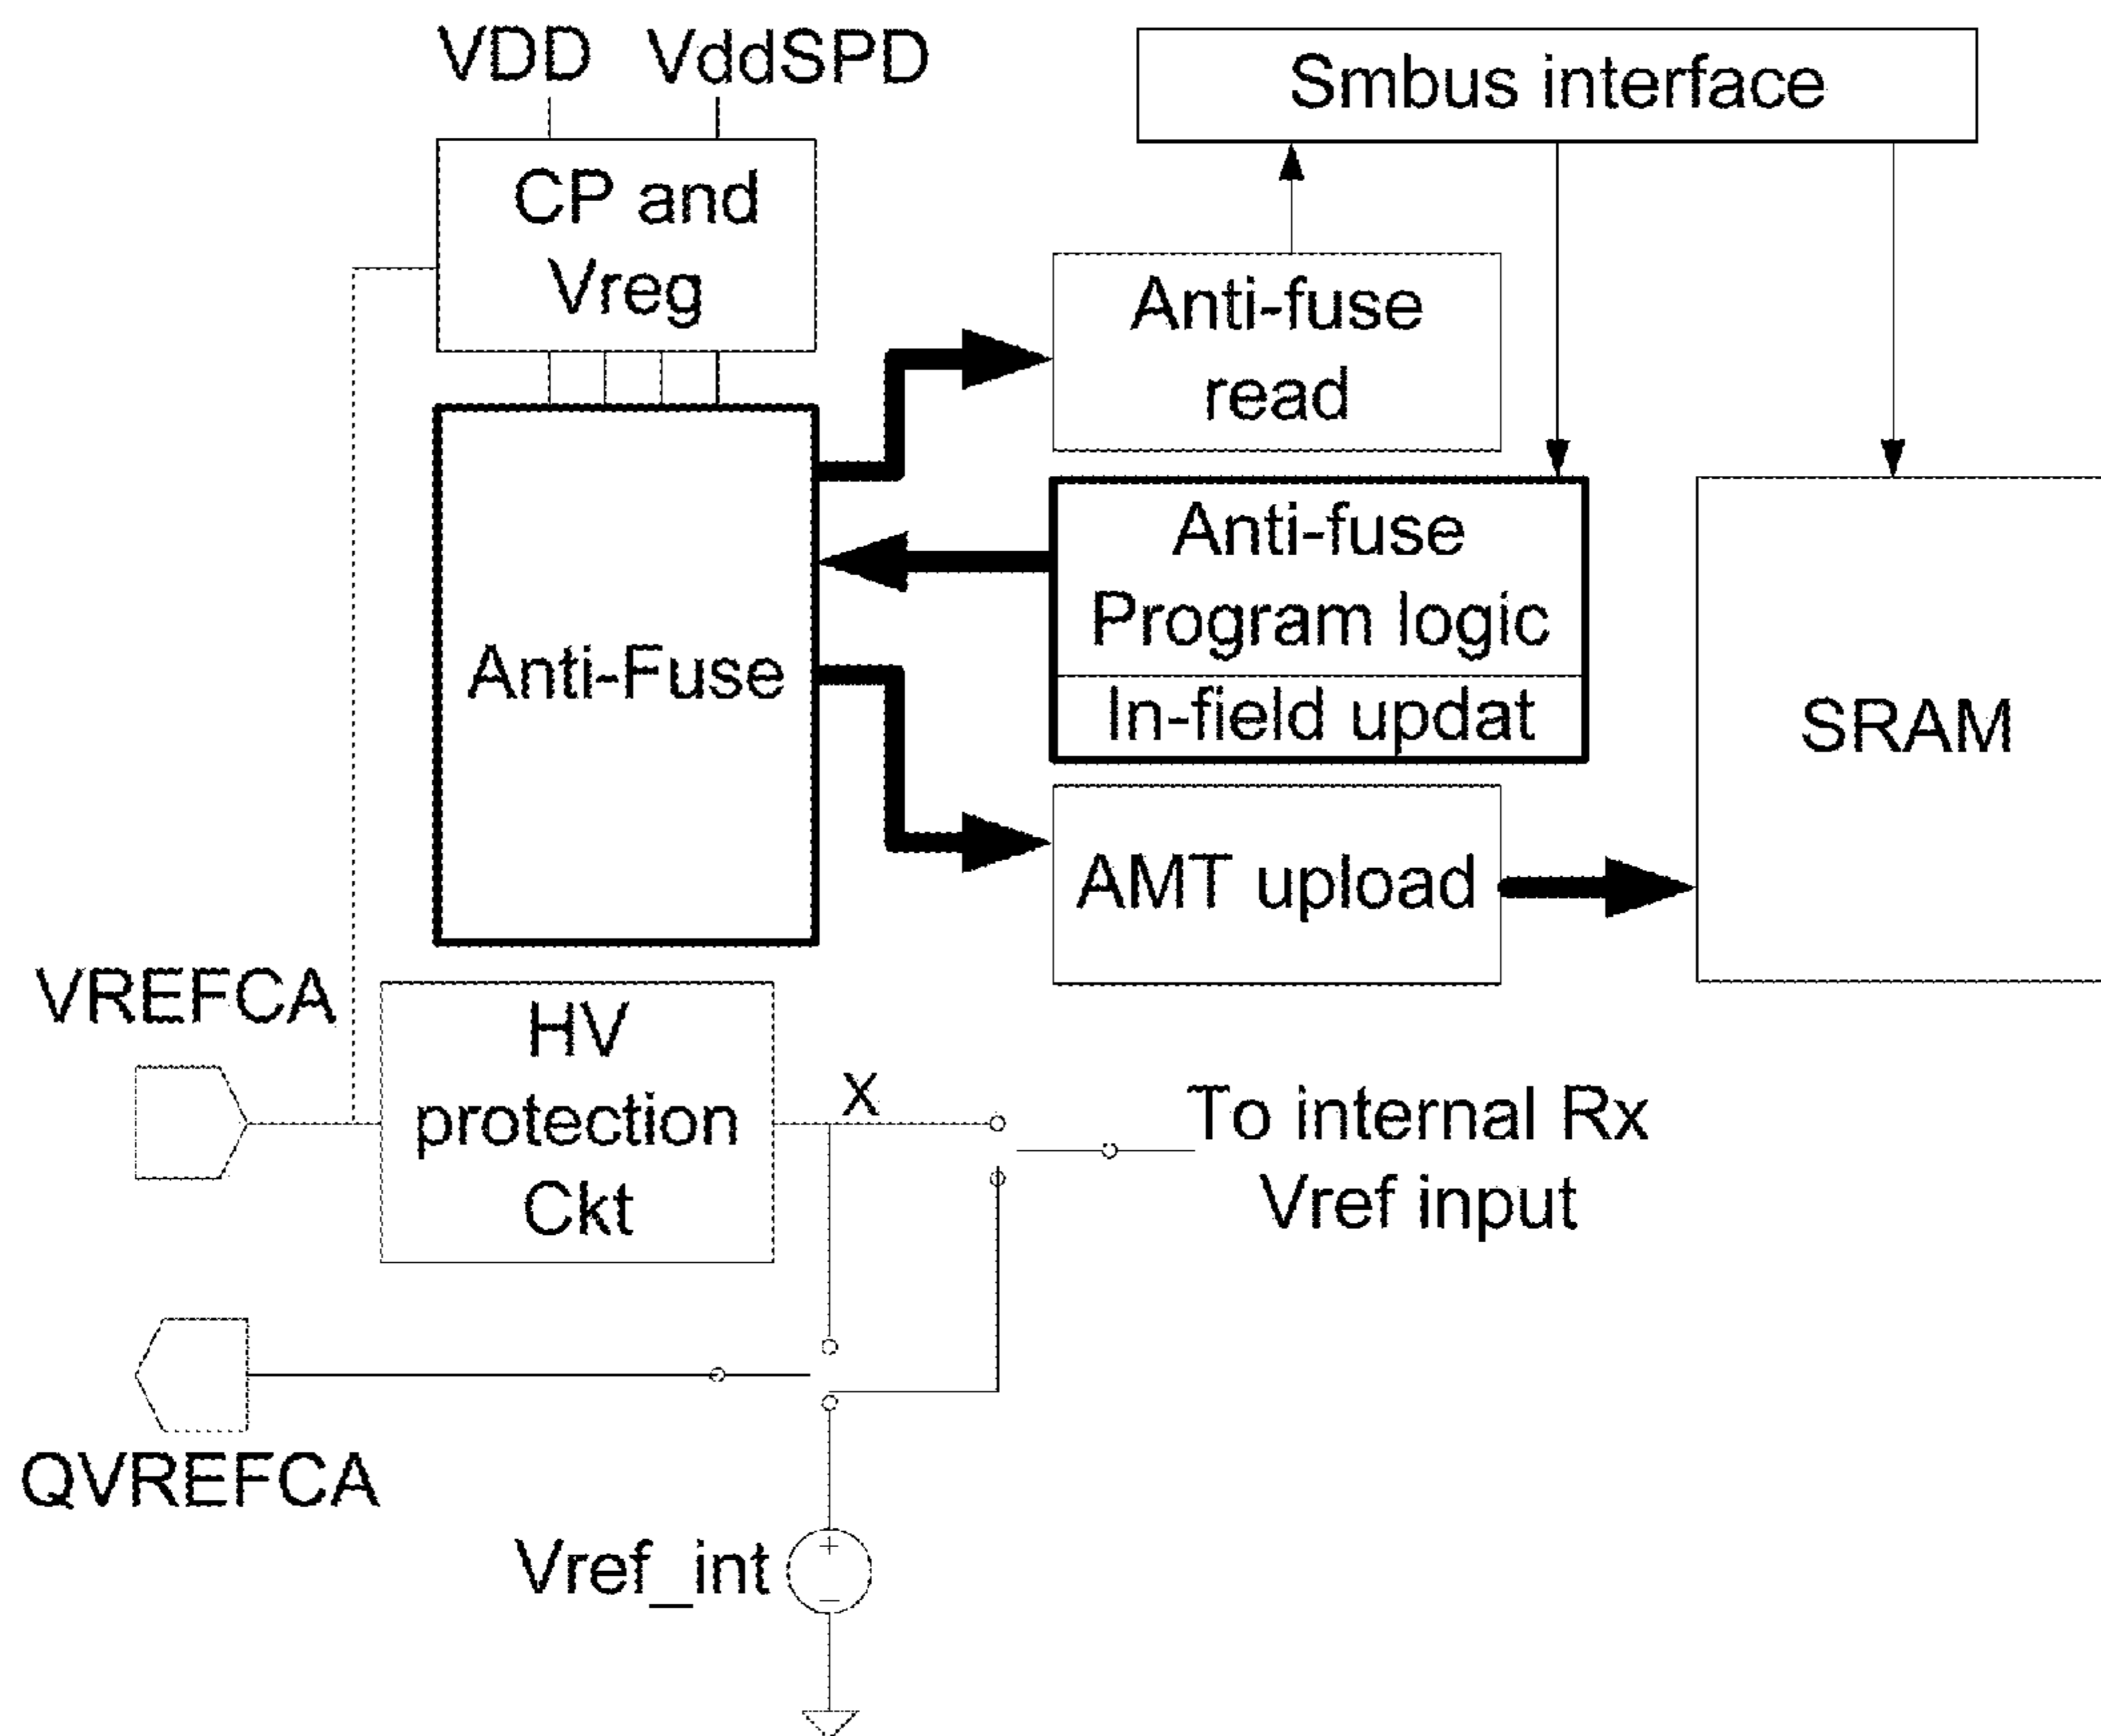 VDD VddSPD
Smbus interface
CP and
Vreg
Anti-fuse
read
Anti-fuse
Program logic
In-field updat
Anti-Fuse
SRAM
AMT upload
VREFCA
HV
protection
Ckt
X
To internal Rx
Vref input
QVREFCA
Vref_int
+
−